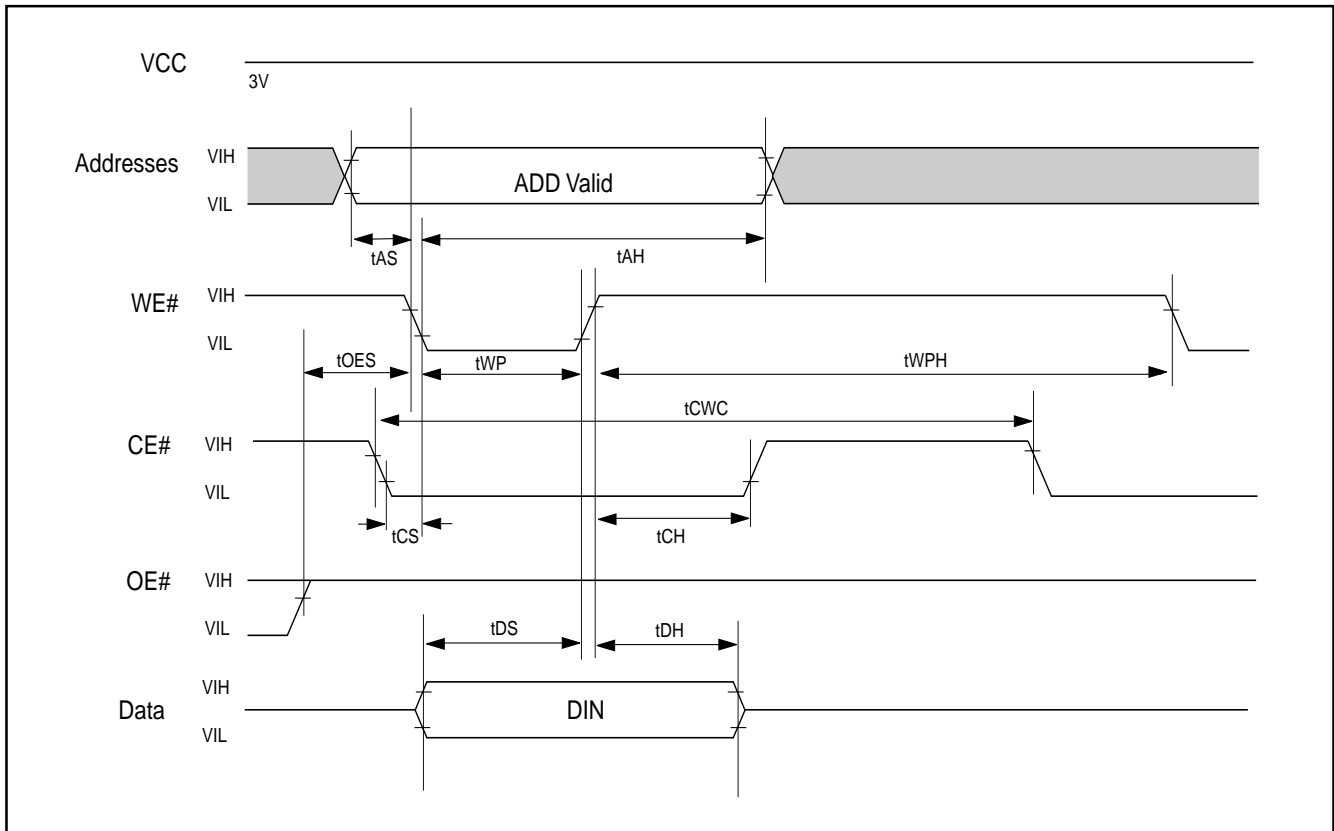 VCC
3V
Addresses
VIH
ADD Valid
VIL
tAS
tAH
WE#
VIH
VIL
tOES
tWP
tWPH
tCWC
CE#
VIH
VIL
tCS
tCH
OE#
VIH
VIL
tDS
tDH
Data
VIH
DIN
VIL